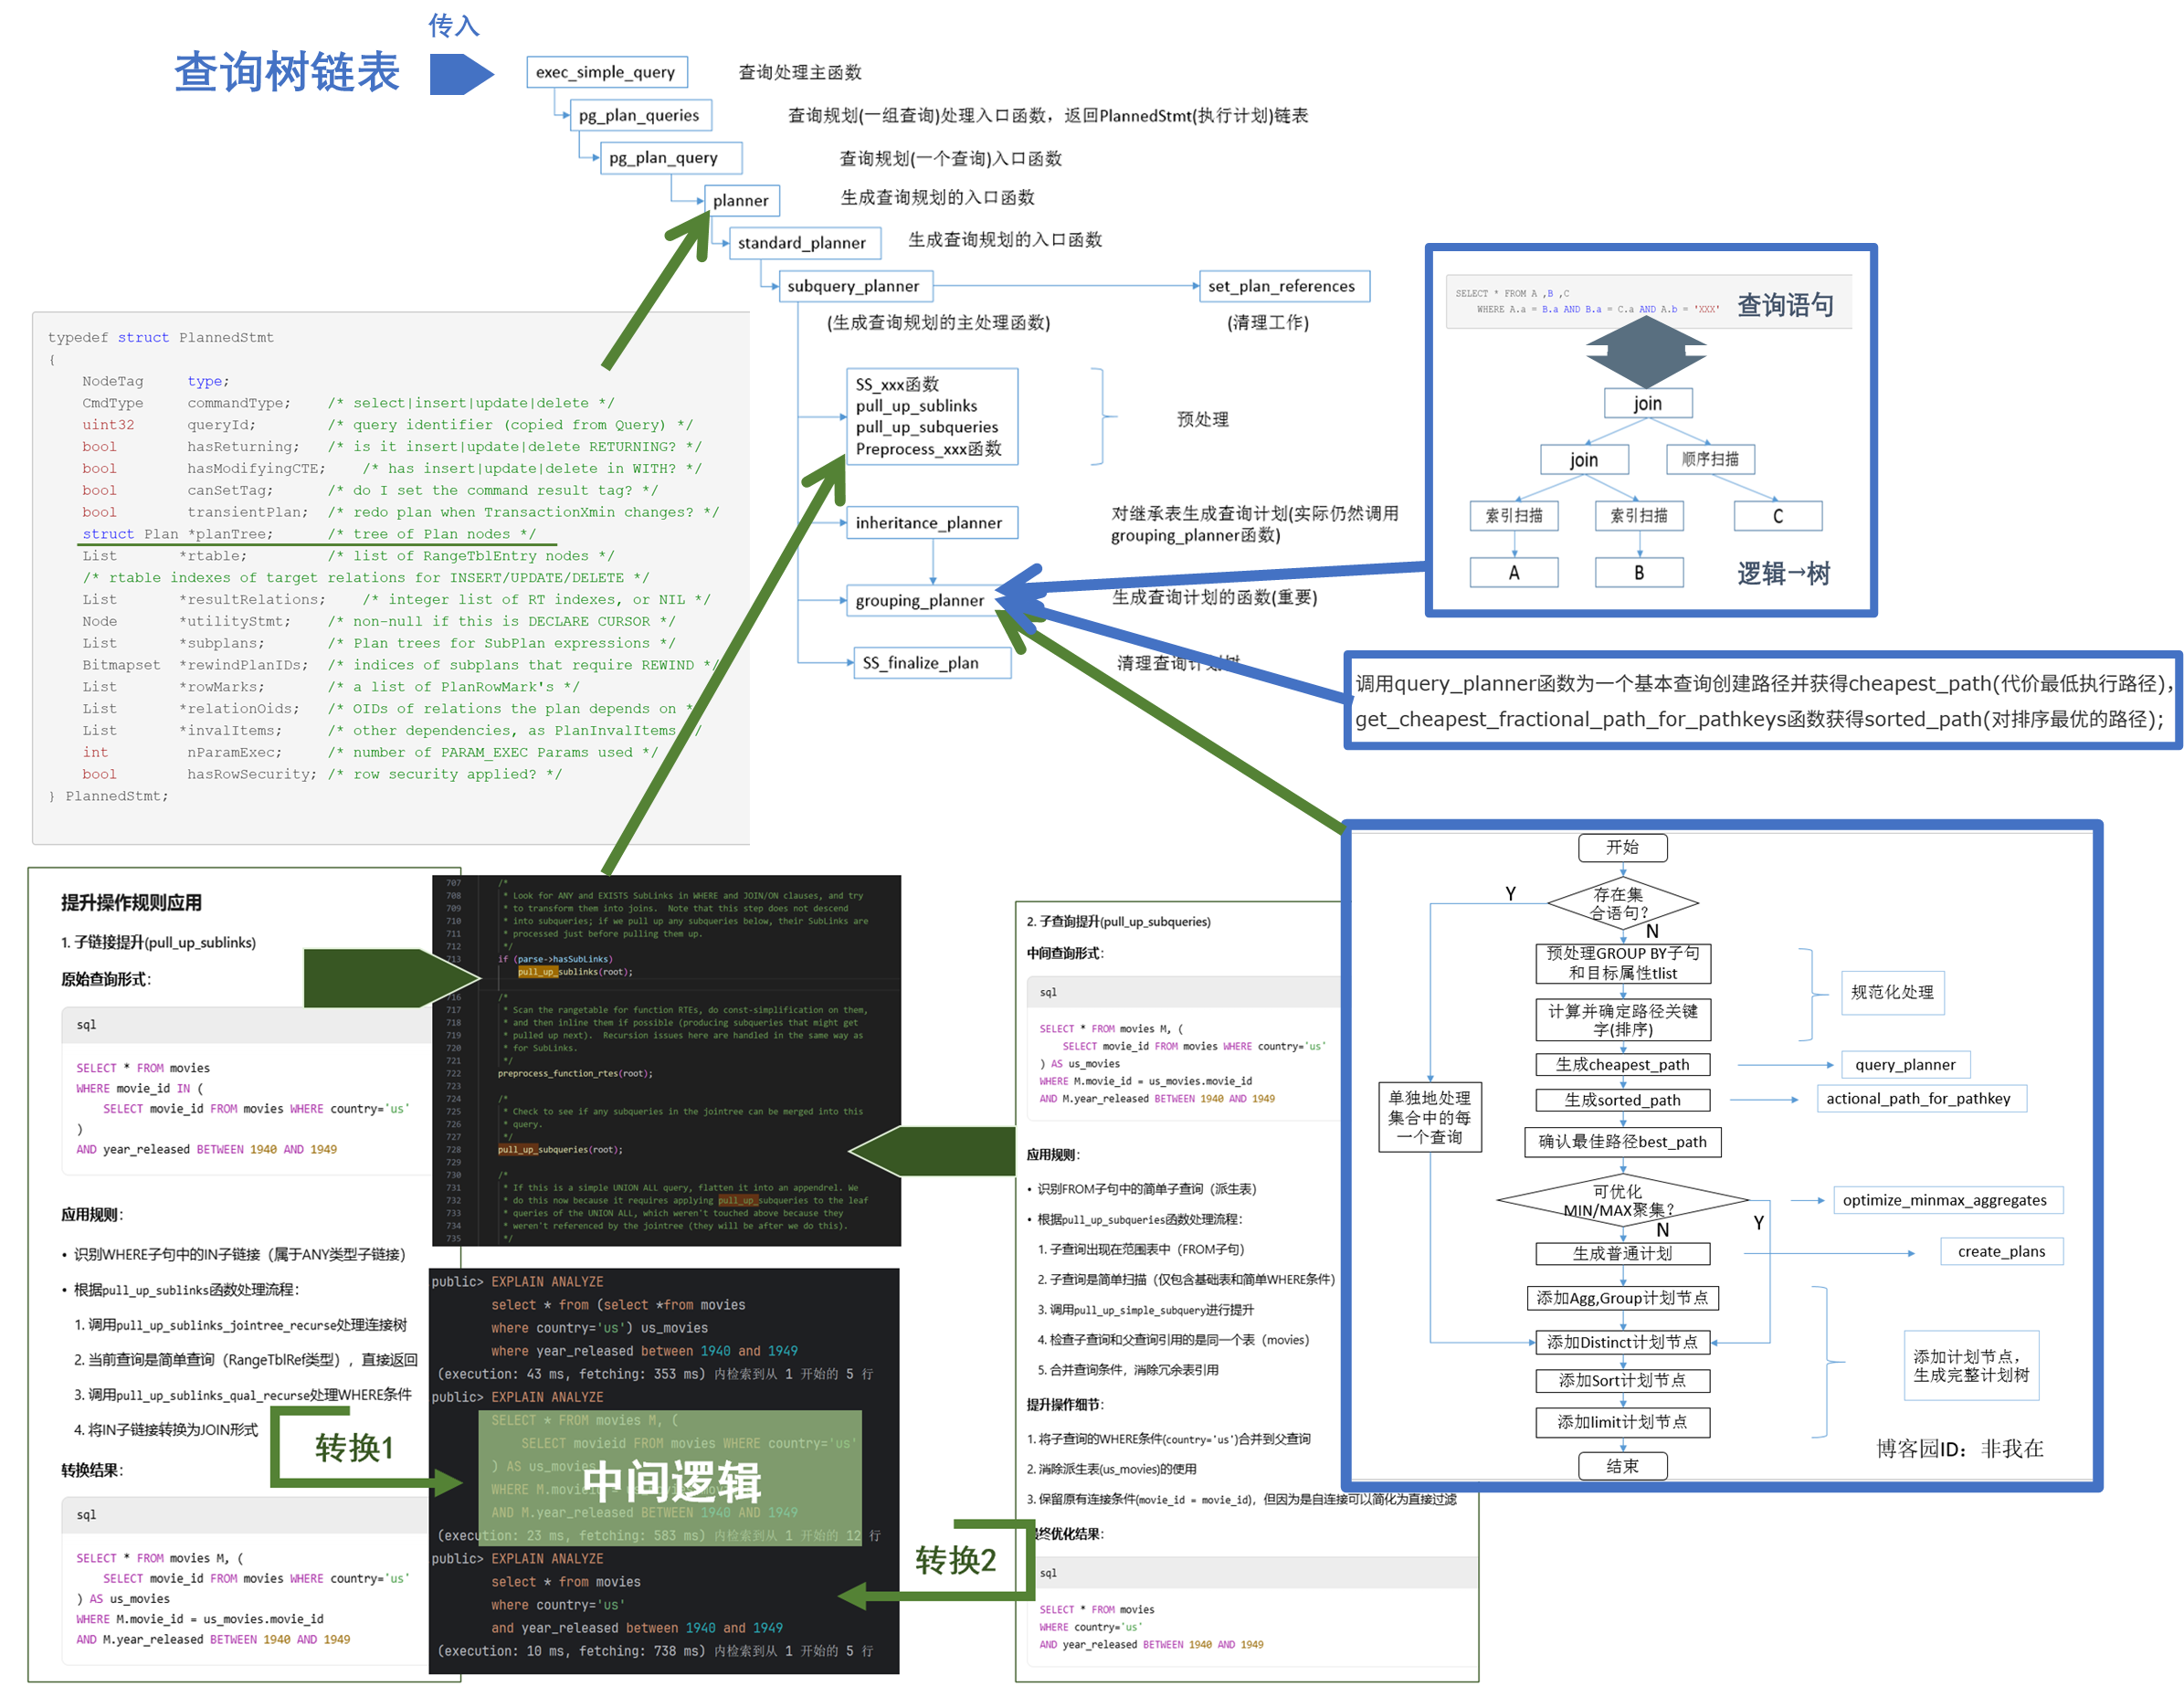 传入
查询树链表
exec_simple_query
查询处理主函数
pg_plan_queries
查询规划(一组查询)处理入口函数，返回PlannedStmt(执行计划)链表
pg_plan_query
查询规划(一个查询)入口函数
planner
生成查询规划的入口函数
standard_planner
生成查询规划的入口函数
subquery_planner
set_plan_references
(生成查询规划的主处理函数)
(清理工作)
SS_xxx函数
pull_up_sublinks
pull_up_subqueries
Preprocess_xxx函数
预处理
inheritance_planner
对继承表生成查询计划(实际仍然调用
grouping_planner函数)
grouping_planner
生成查询计划的函数(重要)
SS_finalize_plan
清理查询计划树
typedef struct PlannedStmt
{
NodeTag type;
CmdType commandType; /* select|insert|update|delete */
uint32 queryId; /* query identifier (copied from Query) */
bool hasReturning; /* is it insert|update|delete RETURNING? */
bool hasModifyingCTE; /* has insert|update|delete in WITH? */
bool canSetTag; /* do I set the command result tag? */
bool transientPlan; /* redo plan when TransactionXmin changes? */
struct Plan *planTree; /* tree of Plan nodes */
List *rtable; /* list of RangeTblEntry nodes */
/* rtable indexes of target relations for INSERT/UPDATE/DELETE */
List *resultRelations; /* integer list of RT indexes, or NIL */
Node *utilityStmt; /* non-null if this is DECLARE CURSOR */
List *subplans; /* Plan trees for SubPlan expressions */
Bitmapset *rewindPlanIDs; /* indices of subplans that require REWIND */
List *rowMarks; /* a list of PlanRowMark's */
List *relationOids; /* OIDs of relations the plan depends on */
List *invalItems; /* other dependencies, as PlanInvalItems */
int nParamExec; /* number of PARAM_EXEC Params used */
bool hasRowSecurity; /* row security applied? */
} PlannedStmt;
SELECT * FROM A ,B ,C
WHERE A.a = B.a AND B.a = C.a AND A.b = 'XXX'
查询语句
join
join
顺序扫描
索引扫描
索引扫描
C
A
B
逻辑→树
调用query_planner函数为一个基本查询创建路径并获得cheapest_path(代价最低执行路径)，
get_cheapest_fractional_path_for_pathkeys函数获得sorted_path(对排序最优的路径);
开始
存在集
合语句？
Y
N
预处理GROUP BY子句
和目标属性tlist
计算并确定路径关键
字(排序)
规范化处理
生成cheapest_path
query_planner
生成sorted_path
actional_path_for_pathkey
单独地处理
集合中的每
一个查询
确认最佳路径best_path
可优化
MIN/MAX聚集？
optimize_minmax_aggregates
Y
N
生成普通计划
create_plans
添加Agg,Group计划节点
添加Distinct计划节点
添加Sort计划节点
添加limit计划节点
添加计划节点，
生成完整计划树
结束
博客园ID：非我在
提升操作规则应用
1. 子链接提升(pull_up_sublinks)
原始查询形式：
sql
SELECT * FROM movies
WHERE movie_id IN (
SELECT movie_id FROM movies WHERE country='us'
)
AND year_released BETWEEN 1940 AND 1949
应用规则：
• 识别WHERE子句中的IN子链接（属于ANY类型子链接）
• 根据pull_up_sublinks函数处理流程：
1. 调用pull_up_sublinks_jointree_recurse处理连接树
2. 当前查询是简单查询（RangeTblRef类型），直接返回
3. 调用pull_up_sublinks_qual_recurse处理WHERE条件
4. 将IN子链接转换为JOIN形式
转换1
转换结果：
sql
SELECT * FROM movies M, (
SELECT movie_id FROM movies WHERE country='us'
) AS us_movies
WHERE M.movie_id = us_movies.movie_id
AND M.year_released BETWEEN 1940 AND 1949
707 /*
708 * Look for ANY and EXISTS SubLinks in WHERE and JOIN/ON clauses, and try
709 * to transform them into joins. Note that this step does not descend
710 * into subqueries; if we pull up any subqueries below, their SubLinks are
711 * processed just before pulling them up.
712 */
713 if (parse->hasSubLinks)
pull_up_sublinks(root);
716 /*
717 * Scan the rangetable for function RTEs, do const-simplification on them,
718 * and then inline them if possible (producing subqueries that might get
719 * pulled up next). Recursion issues here are handled in the same way as
720 * for SubLinks.
721 */
722 preprocess_function_rtes(root);
723
724 /*
725 * Check to see if any subqueries in the jointree can be merged into this
726 * query.
727 */
728 pull_up_subqueries(root);
729
730 /*
731 * If this is a simple UNION ALL query, flatten it into an appendrel. We
732 * do this now because it requires applying pull_up_subqueries to the leaf
733 * queries of the UNION ALL, which weren't touched above because they
734 * weren't referenced by the jointree (they will be after we do this).
735 */
public> EXPLAIN ANALYZE
select * from (select *from movies
where country='us') us_movies
where year_released between 1940 and 1949
(execution: 43 ms, fetching: 353 ms) 内检索到从 1 开始的 5 行
public> EXPLAIN ANALYZE
SELECT * FROM movies M, (
SELECT movieid FROM movies WHERE country='us'
) AS us_movies
WHERE M.movieid
AND M.year_released BETWEEN 1940 AND 1949
中间逻辑
(execution: 23 ms, fetching: 583 ms) 内检索到从 1 开始的 12 行
public> EXPLAIN ANALYZE
select * from movies
where country='us'
and year_released between 1940 and 1949
(execution: 10 ms, fetching: 738 ms) 内检索到从 1 开始的 5 行
2. 子查询提升(pull_up_subqueries)
中间查询形式：
sql
SELECT * FROM movies M, (
SELECT movie_id FROM movies WHERE country='us'
) AS us_movies
WHERE M.movie_id = us_movies.movie_id
AND M.year_released BETWEEN 1940 AND 1949
应用规则：
• 识别FROM子句中的简单子查询（派生表）
• 根据pull_up_subqueries函数处理流程：
1. 子查询出现在范围表中（FROM子句）
2. 子查询是简单扫描（仅包含基础表和简单WHERE条件）
3. 调用pull_up_simple_subquery进行提升
4. 检查子查询和父查询引用的是同一个表（movies）
5. 合并查询条件，消除冗余表引用
提升操作细节：
1. 将子查询的WHERE条件(country='us')合并到父查询
2. 消除派生表(us_movies)的使用
3. 保留原有连接条件(movie_id = movie_id)，但因为是自连接可以简化为直接过滤
转换2
终优化结果：
sql
SELECT * FROM movies
WHERE country='us'
AND year_released BETWEEN 1940 AND 1949